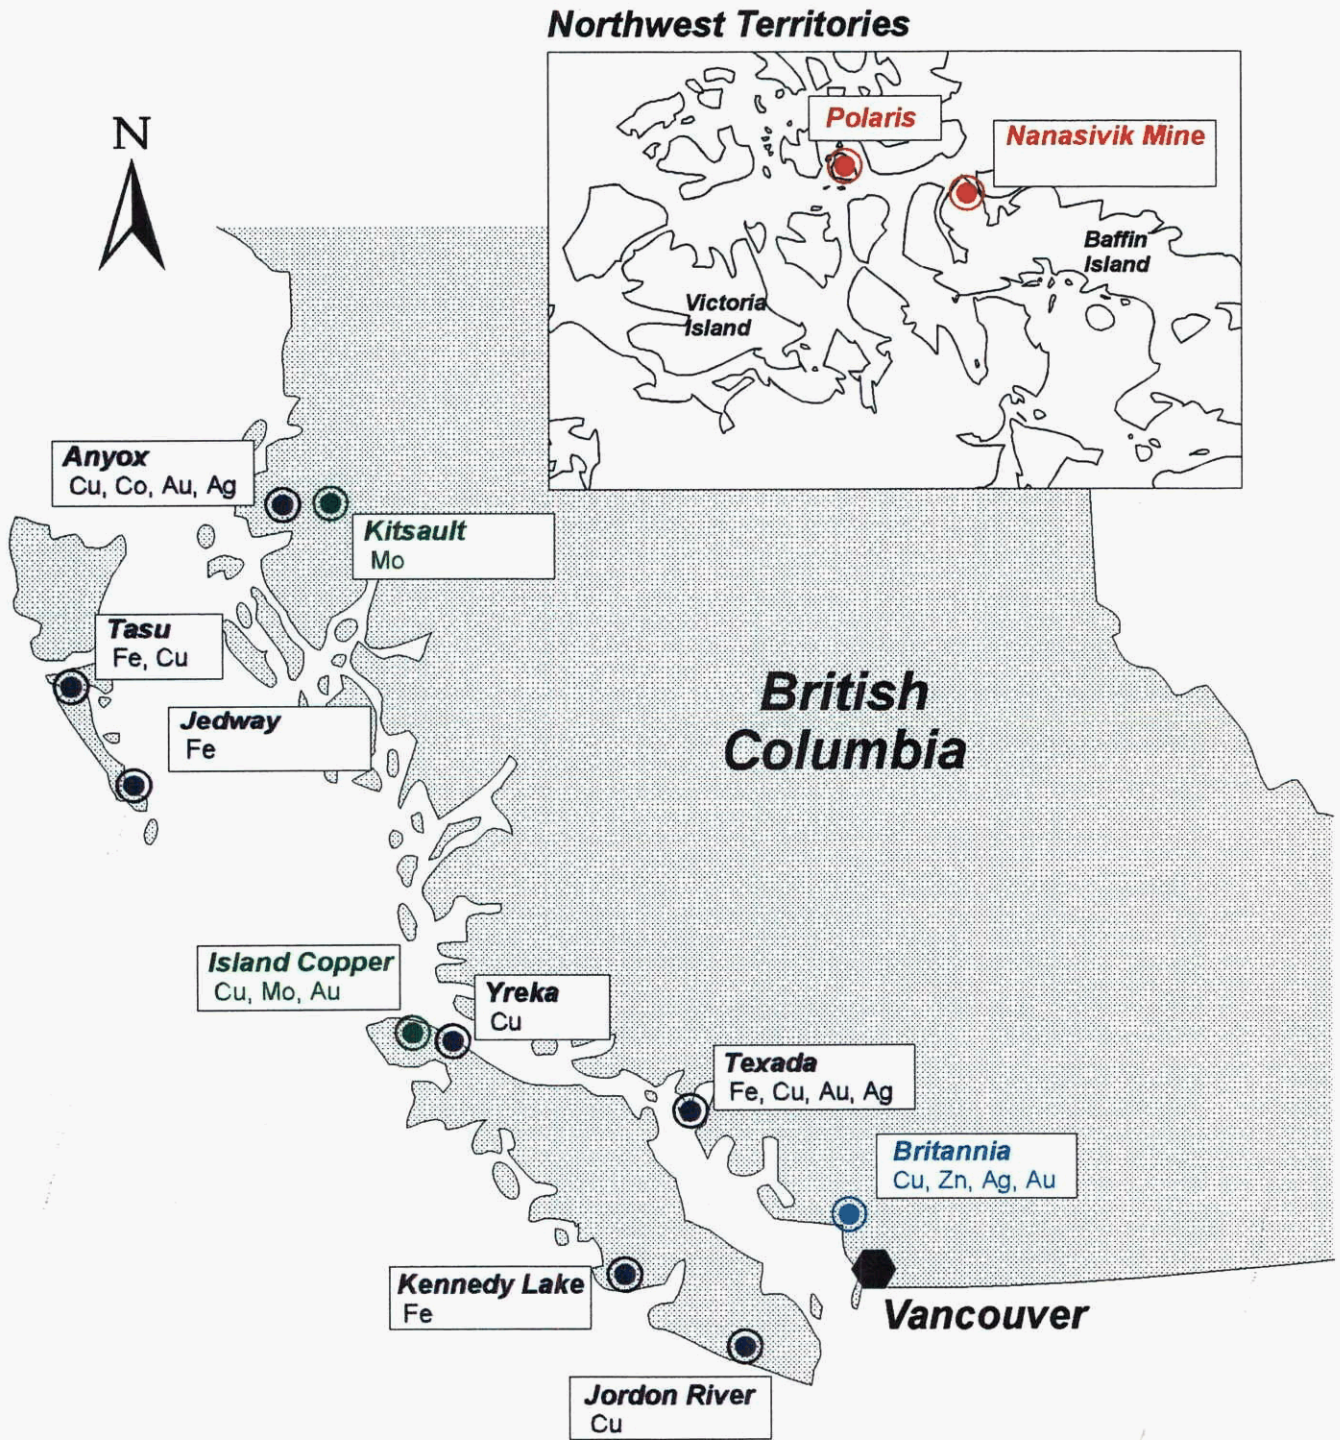 Northwest Territories
N
Polaris
Nanasivik Mine
Baffin
Island
Victoria
Island
Anyox
Cu, Co, Au, Ag
Kitsault
Mo
Tasu
Fe, Cu
Jedway
Fe
British
Columbia
Island Copper
Cu, Mo, Au
Yreka
Cu
Texada
Fe, Cu, Au, Ag
Britannia
Cu, Zn, Ag, Au
Kennedy Lake
Fe
Vancouver
Jordon River
Cu